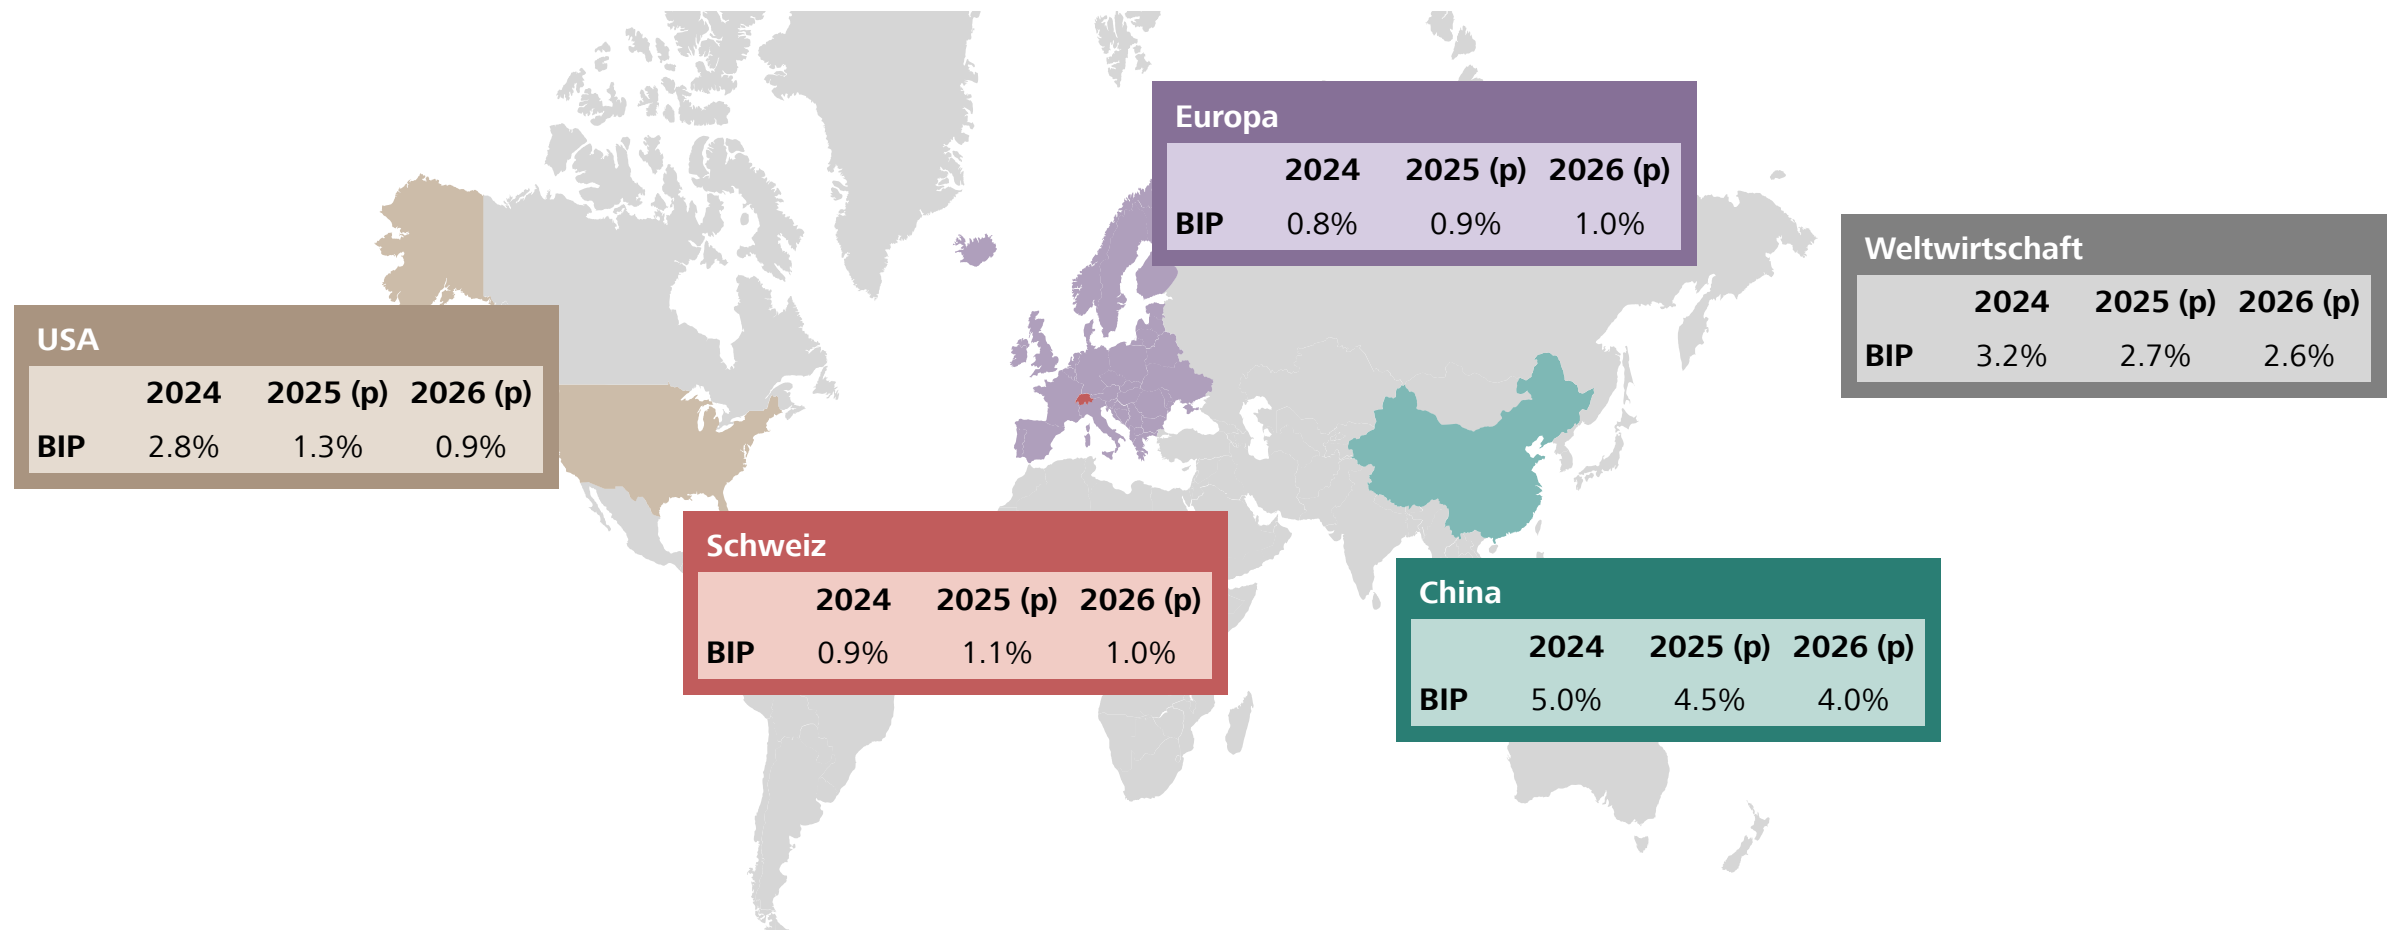 Europa
2024 2025 (p) 2026 (p)
BIP 0.8% 0.9% 1.0%
Weltwirtschaft
2024 2025 (p) 2026 (p)
BIP 3.2% 2.7% 2.6%
USA
2024 2025 (p) 2026 (p)
BIP 2.8% 1.3% 0.9%
Schweiz
2024 2025 (p) 2026 (p)
BIP 0.9% 1.1% 1.0%
China
2024 2025 (p) 2026 (p)
BIP 5.0% 4.5% 4.0%